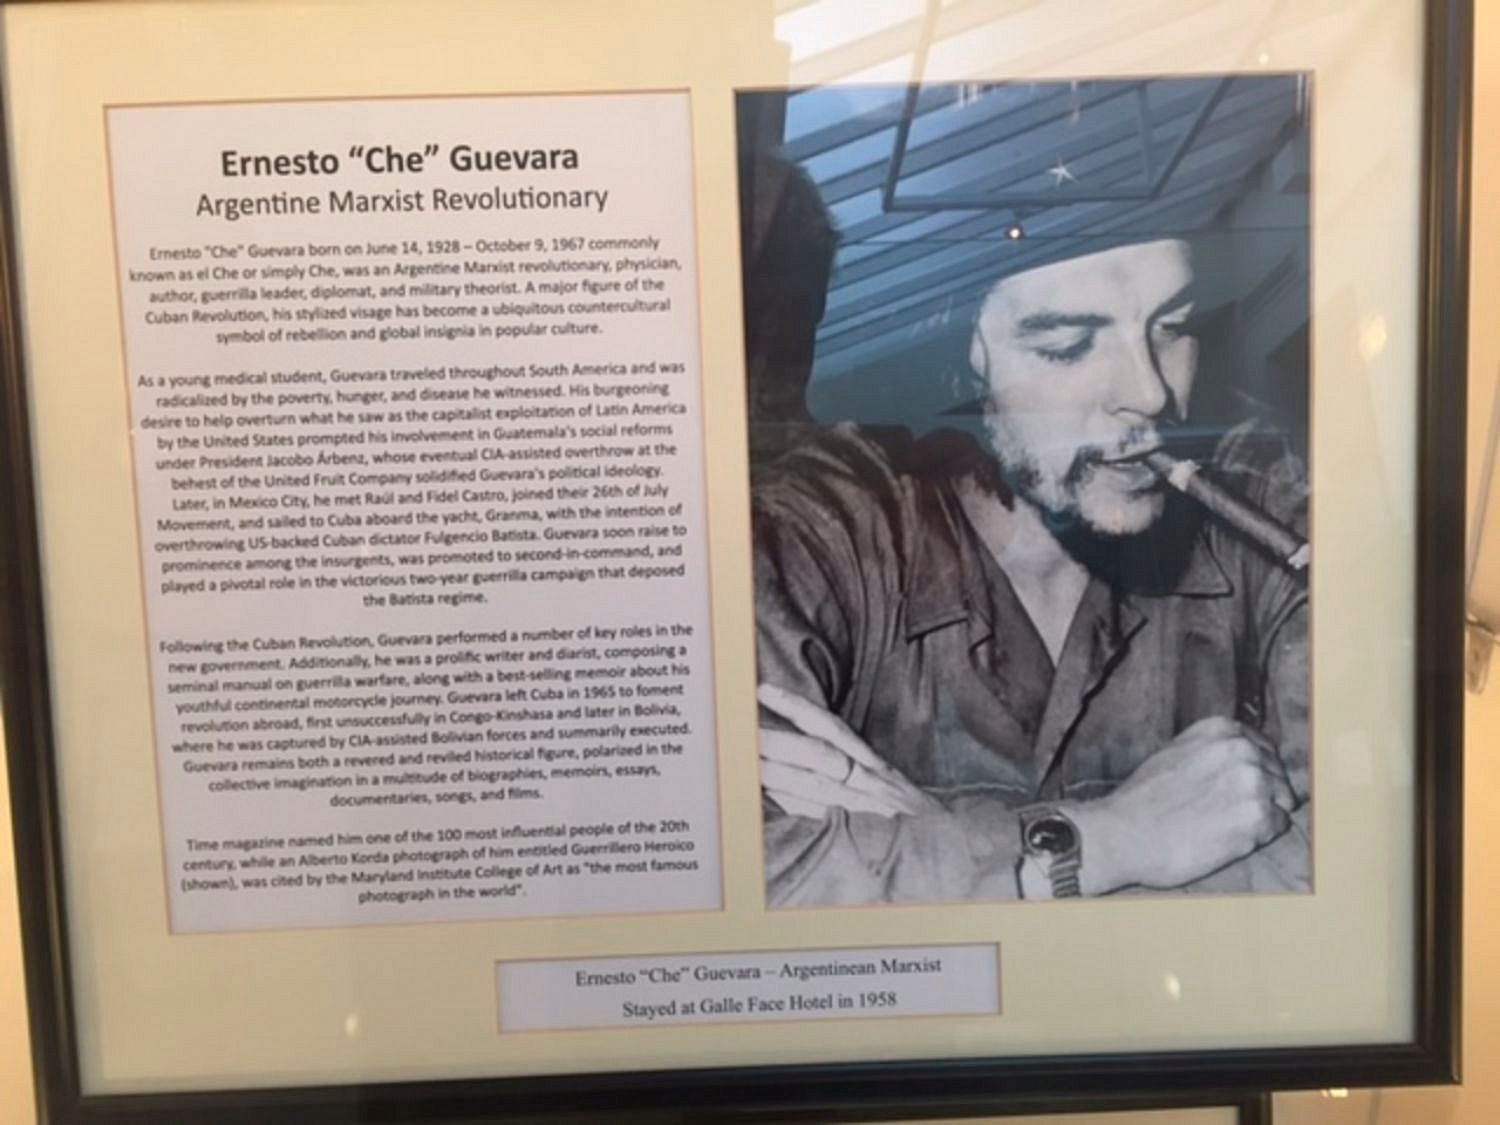 Ernesto “Che” Guevara
Argentine Marxist Revolutionary
Ernesto "Che" Guevara born on June 14, 1928 – October 9, 1967 commonly
known as el Che or simply Che, was an Argentine Marxist revolutionary, physician,
author, guerrilla leader, diplomat, and military theorist. A major figure of the
Cuban Revolution, his stylized visage has become a ubiquitous countercultural
symbol of rebellion and global insignia in popular culture.
As a young medical student, Guevara traveled throughout South America and was
radicalized by the poverty, hunger, and disease he witnessed. His burgeoning
desire to help overturn what he saw as the capitalist exploitation of Latin America
by the United States prompted his involvement in Guatemala's social reforms
under President Jacobo Árbenz, whose eventual CIA-assisted overthrow at the
behest of the United Fruit Company solidified Guevara's political ideology.
Later, in Mexico City, he met Raúl and Fidel Castro, joined their 26th of July
Movement, and sailed to Cuba aboard the yacht, Granma, with the intention of
overthrowing US-backed Cuban dictator Fulgencio Batista. Guevara soon raise to
prominence among the insurgents, was promoted to second-in-command, and
played a pivotal role in the victorious two-year guerrilla campaign that deposed
the Batista regime.
Following the Cuban Revolution, Guevara performed a number of key roles in the
new government. Additionally, he was a prolific writer and diarist, composing a
seminal manual on guerrilla warfare, along with a best-selling memoir about his
youthful continental motorcycle journey. Guevara left Cuba in 1965 to foment
revolution abroad, first unsuccessfully in Congo-Kinshasa and later in Bolivia,
where he was captured by CIA-assisted Bolivian forces and summarily executed.
Guevara remains both a revered and reviled historical figure, polarized in the
collective imagination in a multitude of biographies, memoirs, essays,
documentaries, songs, and films.
Time magazine named him one of the 100 most influential people of the 20th
century, while an Alberto Korda photograph of him entitled Guerrillero Heroico
(shown), was cited by the Maryland Institute College of Art as "the most famous
photograph in the world".
Ernesto “Che” Guevara – Argentinean Marxist
Stayed at Galle Face Hotel in 1958